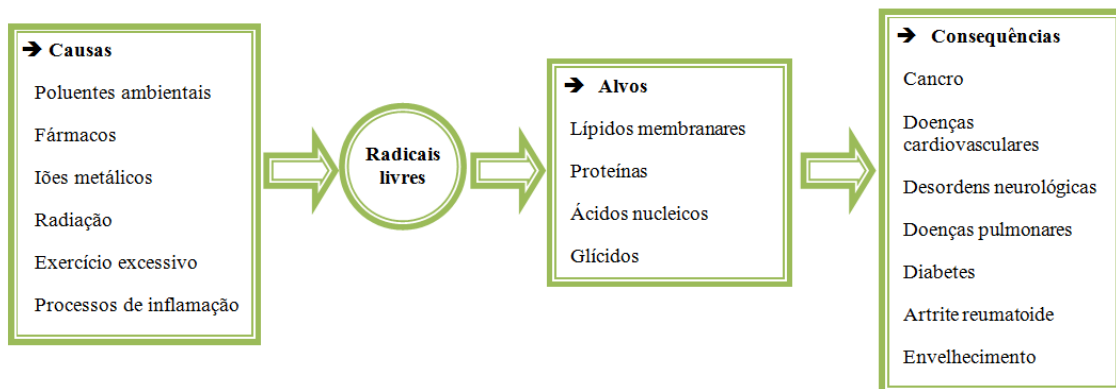 ➔ Causas
Poluentes ambientais
Fármacos
Iões metálicos
Radiação
Exercício excessivo
Processos de inflamação
Radicais
livres
➔ Alvos
Lípidos membranares
Proteínas
Ácidos nucleicos
Glícidos
➔ Consequências
Cancro
Doenças
cardiovasculares
Desordens neurológicas
Doenças pulmonares
Diabetes
Artrite reumatoide
Envelhecimento